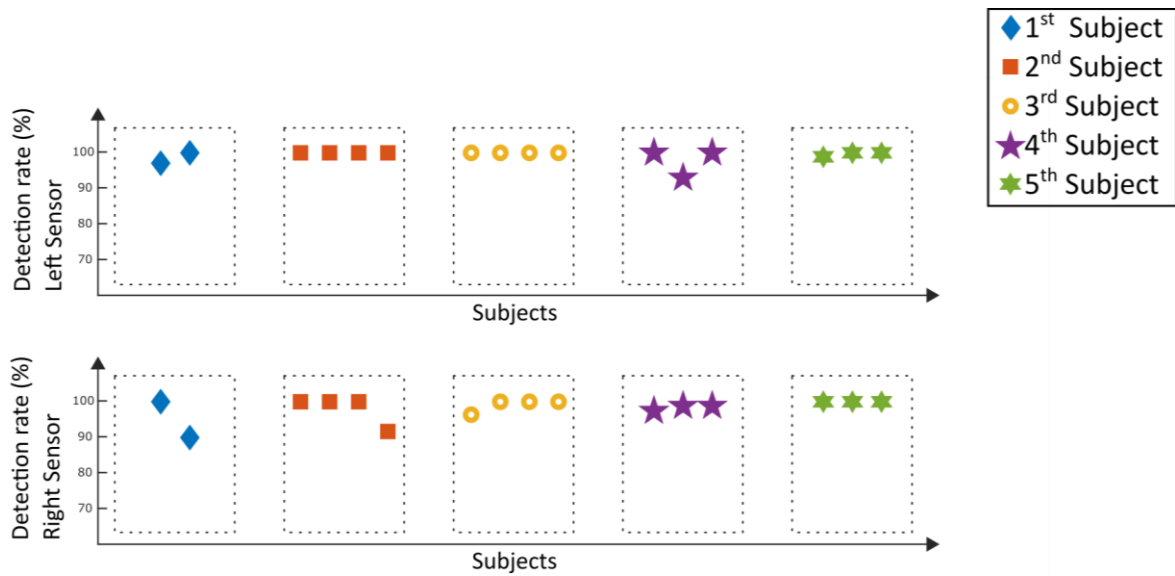 1st Subject
2nd Subject
3rd Subject
4th Subject
5th Subject
Detection rate (%)
Left Sensor
100
90
80
70
Subjects
Detection rate (%)
Right Sensor
100
90
80
70
Subjects